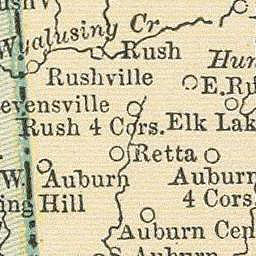 Wyalusing Cr
Rush
Rushville
evensville
Rush 4 Cors.
Elk Lak
E.Ru
Retta
W. Auburn
ing Hill
Auburn
4 Cors
Auburn Cen
S. Auburn